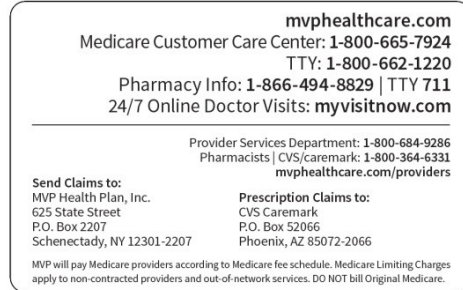 mvphealthcare.com
Medicare Customer Care Center: 1-800-665-7924
TTY: 1-800-662-1220
Pharmacy Info: 1-866-494-8829 | TTY 711
24/7 Online Doctor Visits: myvisitnow.com
Provider Services Department: 1-800-684-9286
Pharmacists | CVS/caremark: 1-800-364-6331
mvphealthcare.com/providers
Send Claims to:
MVP Health Plan, Inc.
625 State Street
P.O. Box 2207
Schenectady, NY 12301-2207
Prescription Claims to:
CVS Caremark
P.O. Box 52066
Phoenix, AZ 85072-2066
MVP will pay Medicare providers according to Medicare fee schedule. Medicare Limiting Charges
apply to non-contracted providers and out-of-network services. DO NOT bill Original Medicare.